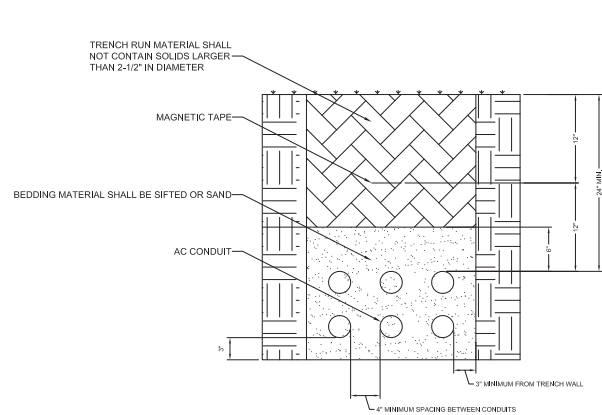 TRENCH RUN MATERIAL SHALL
NOT CONTAIN SOLIDS LARGER
THAN 2-1/2" IN DIAMETER
MAGNETIC TAPE
BEDDING MATERIAL SHALL BE SIFTED OR SAND
AC CONDUIT
12"
24" MIN.
12"
6"
3"
3" MINIMUM FROM TRENCH WALL
4" MINIMUM SPACING BETWEEN CONDUITS